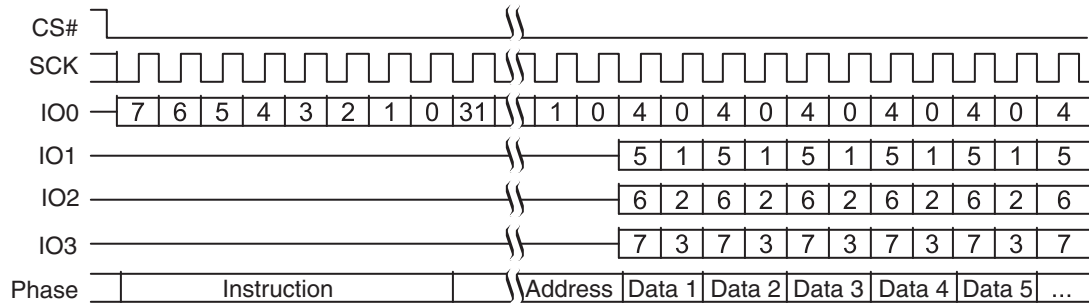 CS#
SCK
IO0 7 6 5 4 3 2 1 0 31 1 0 4 0 4 0 4 0 4 0 4 0 4
IO1 5 1 5 1 5 1 5 1 5 1 5
IO2 6 2 6 2 6 2 6 2 6 2 6
IO3 7 3 7 3 7 3 7 3 7 3 7
Phase Instruction Address Data 1 Data 2 Data 3 Data 4 Data 5 ...